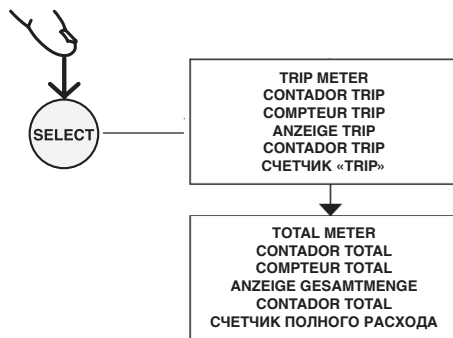 SELECT
TRIP METER
CONTADOR TRIP
COMPTEUR TRIP
ANZEIGE TRIP
CONTADOR TRIP
СЧЕТЧИК «TRIP»
TOTAL METER
CONTADOR TOTAL
COMPTEUR TOTAL
ANZEIGE GESAMTMENGE
CONTADOR TOTAL
СЧЕТЧИК ПОЛНОГО РАСХОДА